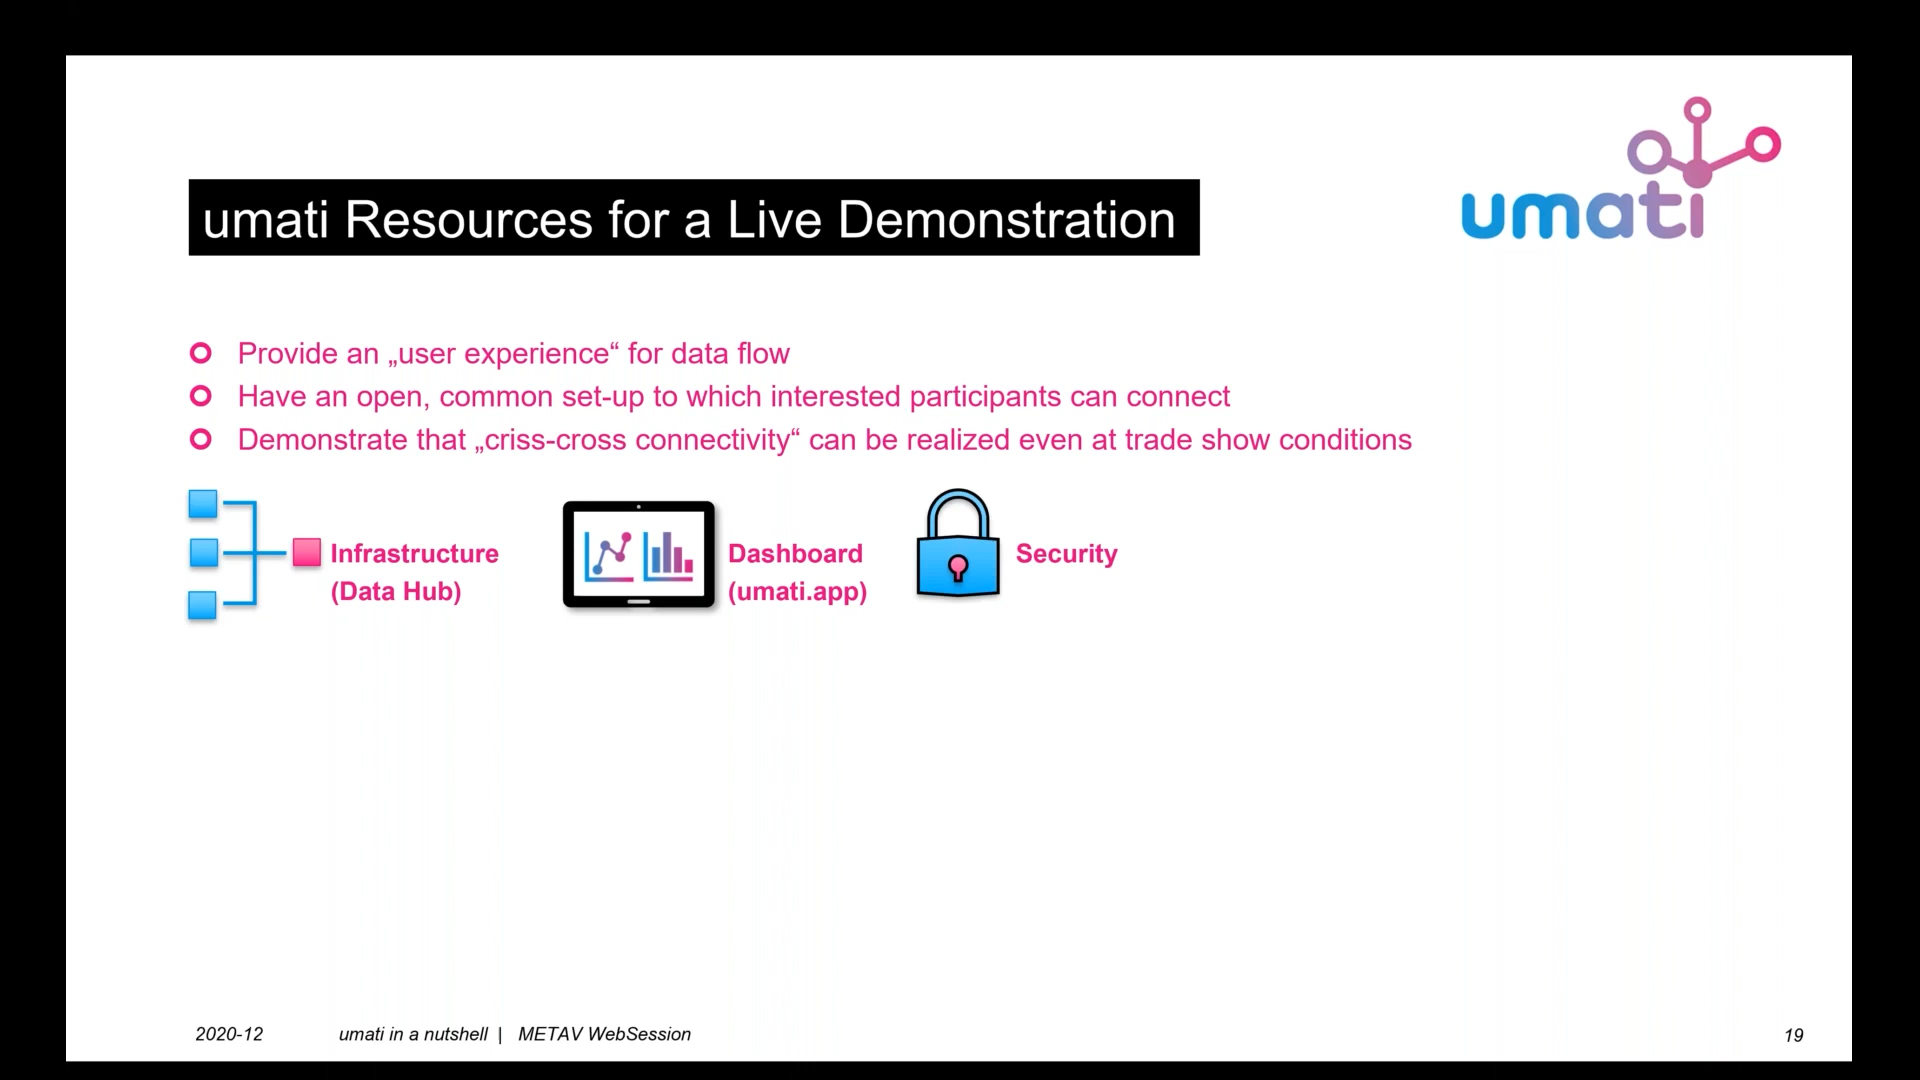 umati
umati Resources for a Live Demonstration
Provide an „user experience“ for data flow
Have an open, common set-up to which interested participants can connect
Demonstrate that „criss-cross connectivity“ can be realized even at trade show conditions
Infrastructure
(Data Hub)
Dashboard
(umati.app)
Security
2020-12 umati in a nutshell | METAV WebSession 19